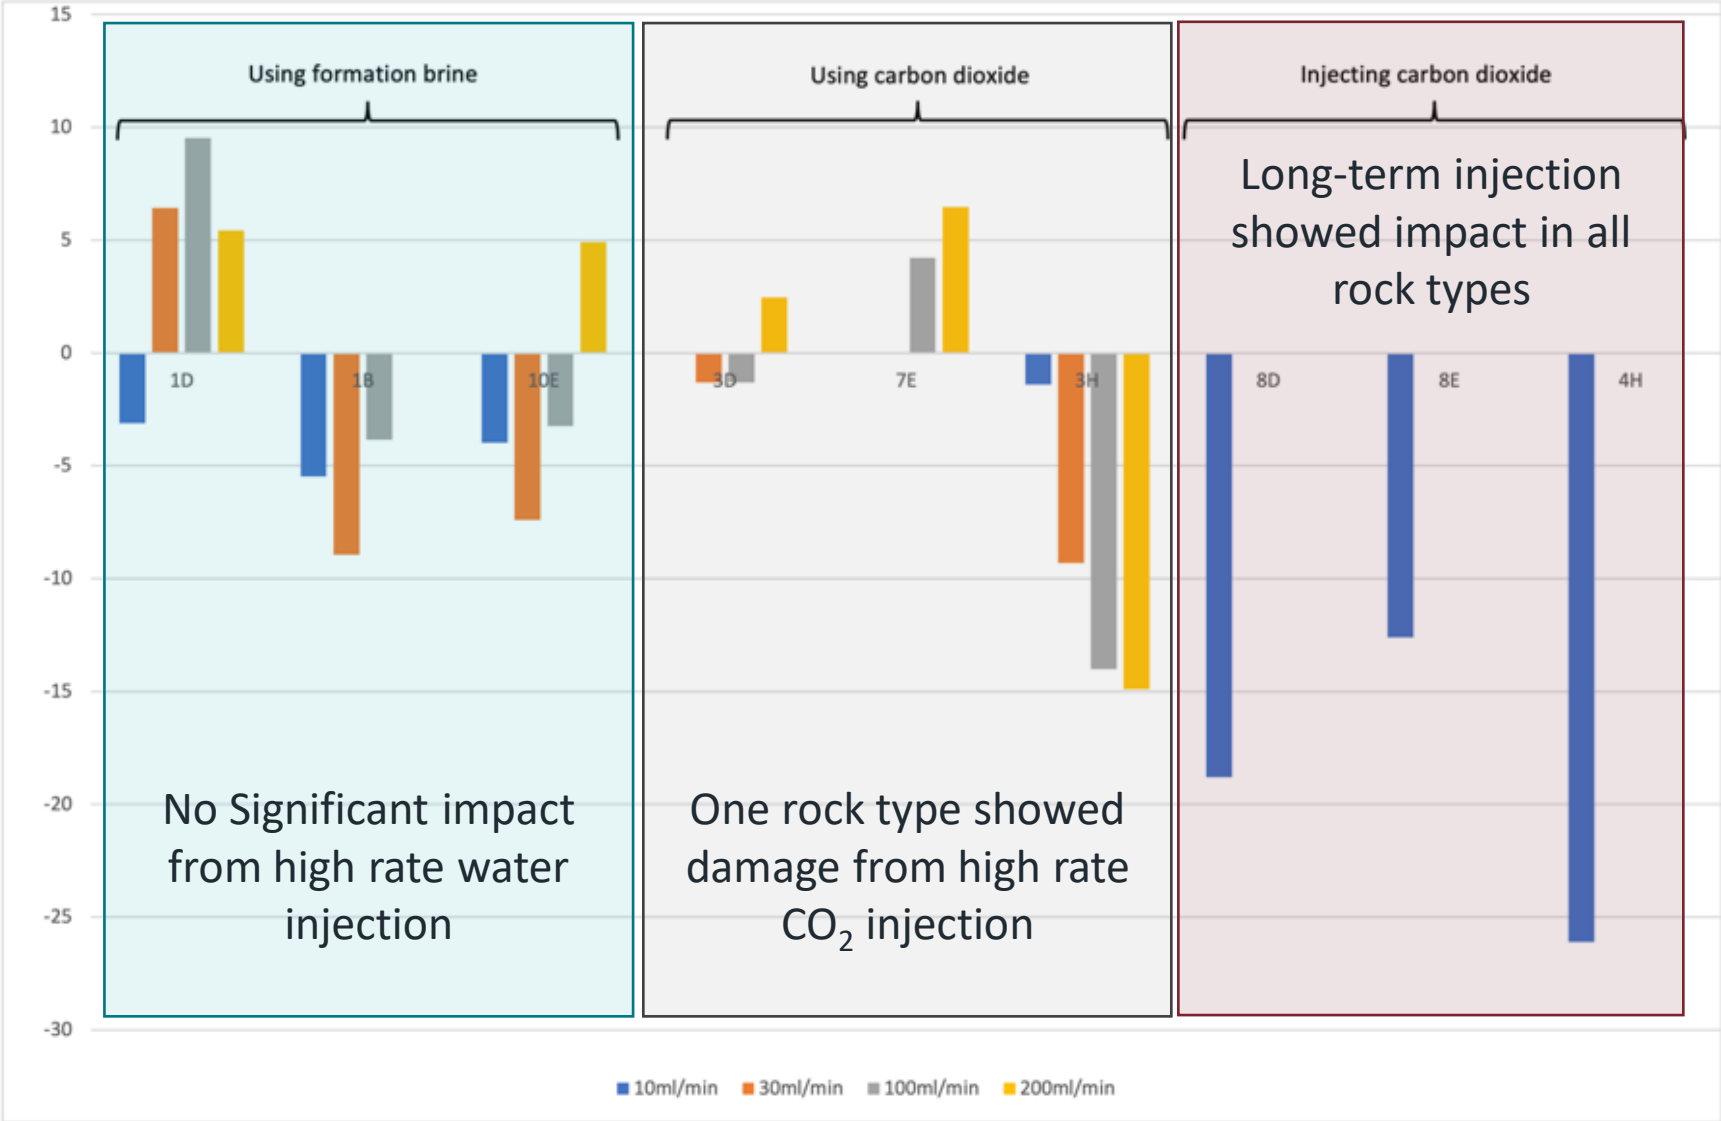 15
10
5
0
-5
-10
-15
-20
-25
-30
Using formation brine
1D
1B
10E
No Significant impact
from high rate water
injection
Using carbon dioxide
3D
7E
3H
One rock type showed
damage from high rate
CO₂ injection
Injecting carbon dioxide
Long-term injection
showed impact in all
rock types
8D
8E
4H
10ml/min 30ml/min 100ml/min 200ml/min